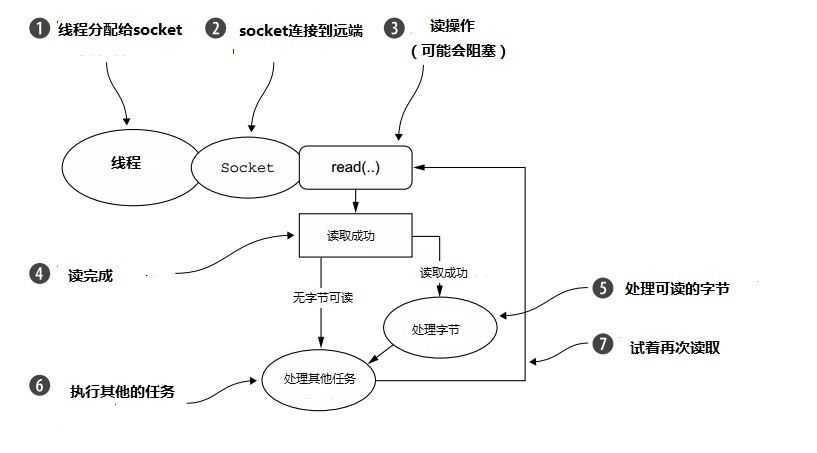 1 线程分配给socket
2 socket连接到远端
3 读操作
（可能会阻塞）
线程
Socket
read(..)
读取成功
4 读完成
读取成功
无字节可读
5 处理可读的字节
处理字节
7 试着再次读取
处理其他任务
6 执行其他的任务